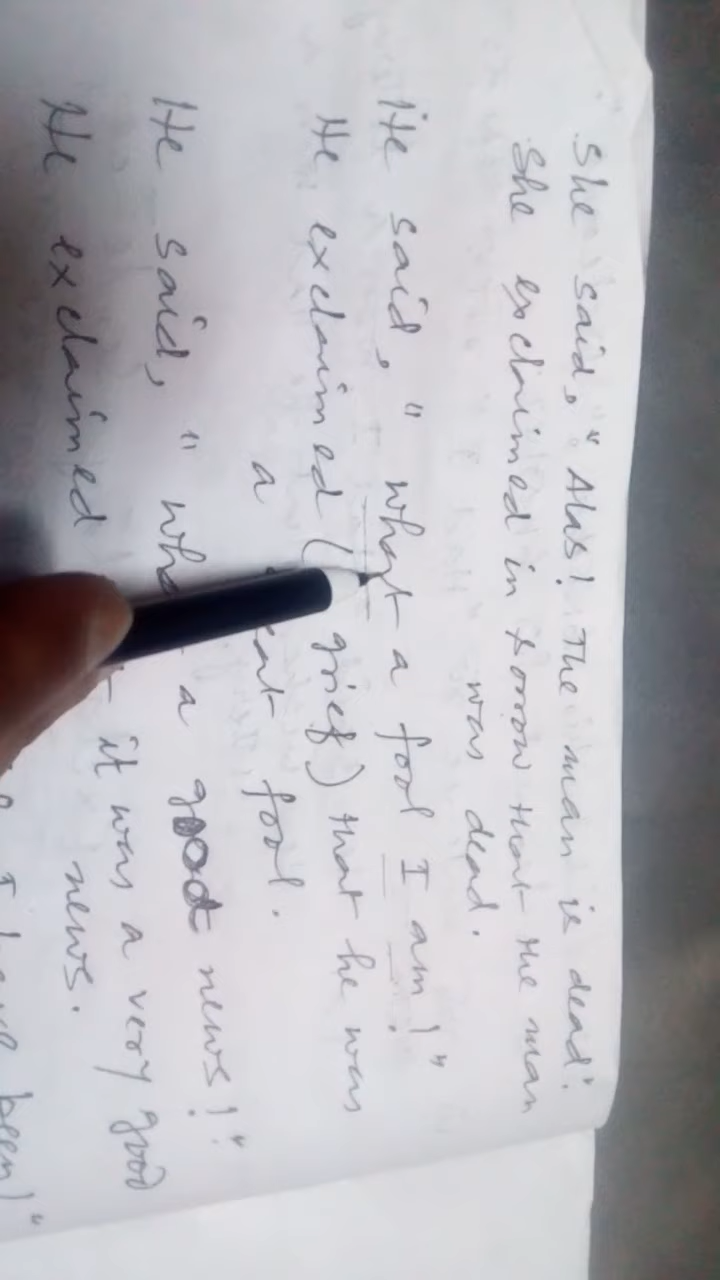 She said, "Alas! The man is dead".
She exclaimed in sorrow that the man
was dead.
He said, "what a fool I am!"
He exclaimed ( grief) that he was
a fool.
He said, " a good news!"
He exclaimed it was a very good
news.
I have been!"